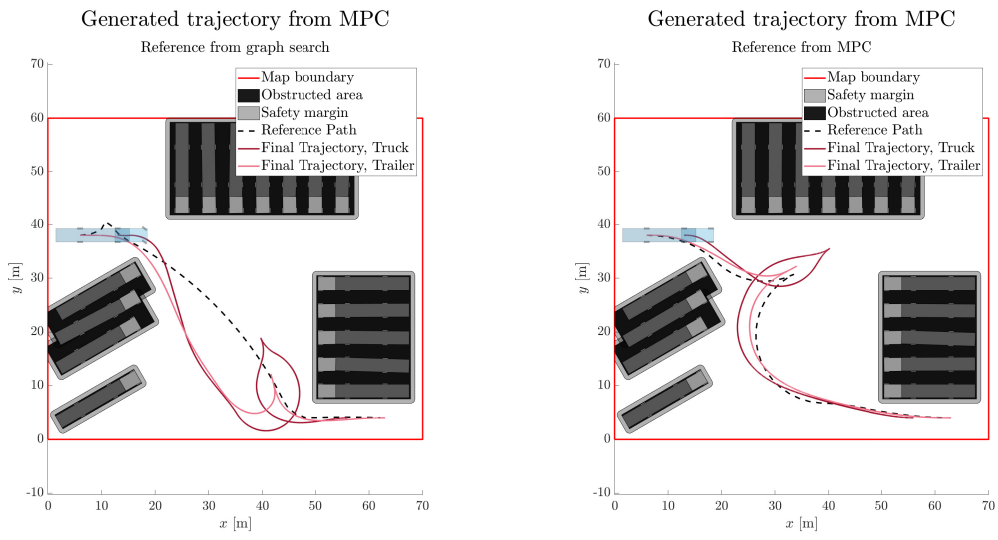 Generated trajectory from MPC
Reference from graph search
70
60
50
40
30
20
10
0
-10
0 10 20 30 40 50 60 70
x [m]
y [m]
Map boundary
Obstructed area
Safety margin
Reference Path
Final Trajectory, Truck
Final Trajectory, Trailer
Generated trajectory from MPC
Reference from MPC
70
60
50
40
30
20
10
0
-10
0 10 20 30 40 50 60 70
x [m]
y [m]
Map boundary
Safety margin
Obstructed area
Reference Path
Final Trajectory, Truck
Final Trajectory, Trailer